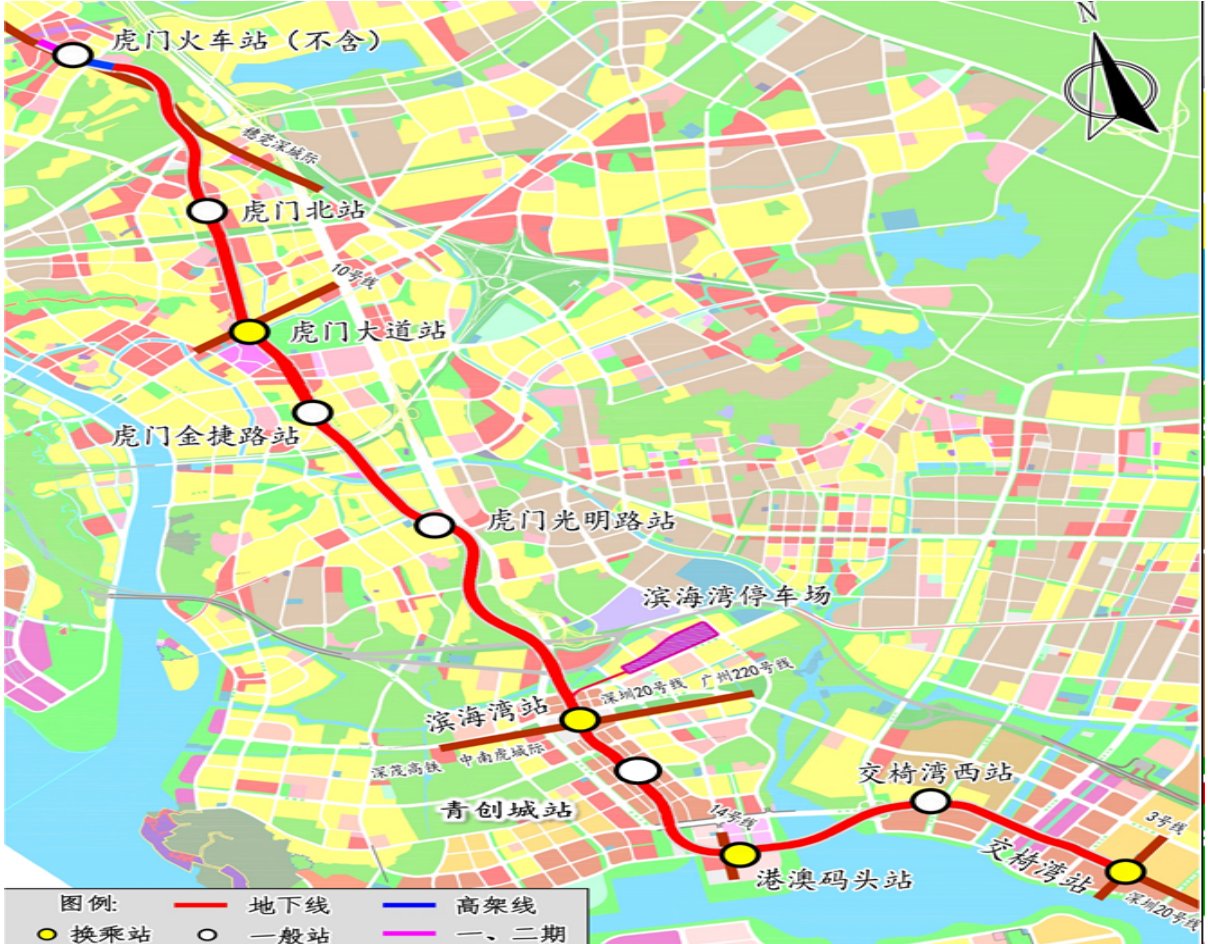 N
虎门火车站（不含）
穗莞深城际
虎门北站
10号线
虎门大道站
虎门金捷路站
虎门光明路站
滨海湾停车场
深圳20号线 广州220号线
滨海湾站
深茂高铁 中南虎城际
青创城站
交椅湾西站
14号线
3号线
交椅湾站
港澳码头站
深圳20号线
图例: 地下线 高架线
换乘站 一般站 一、二期